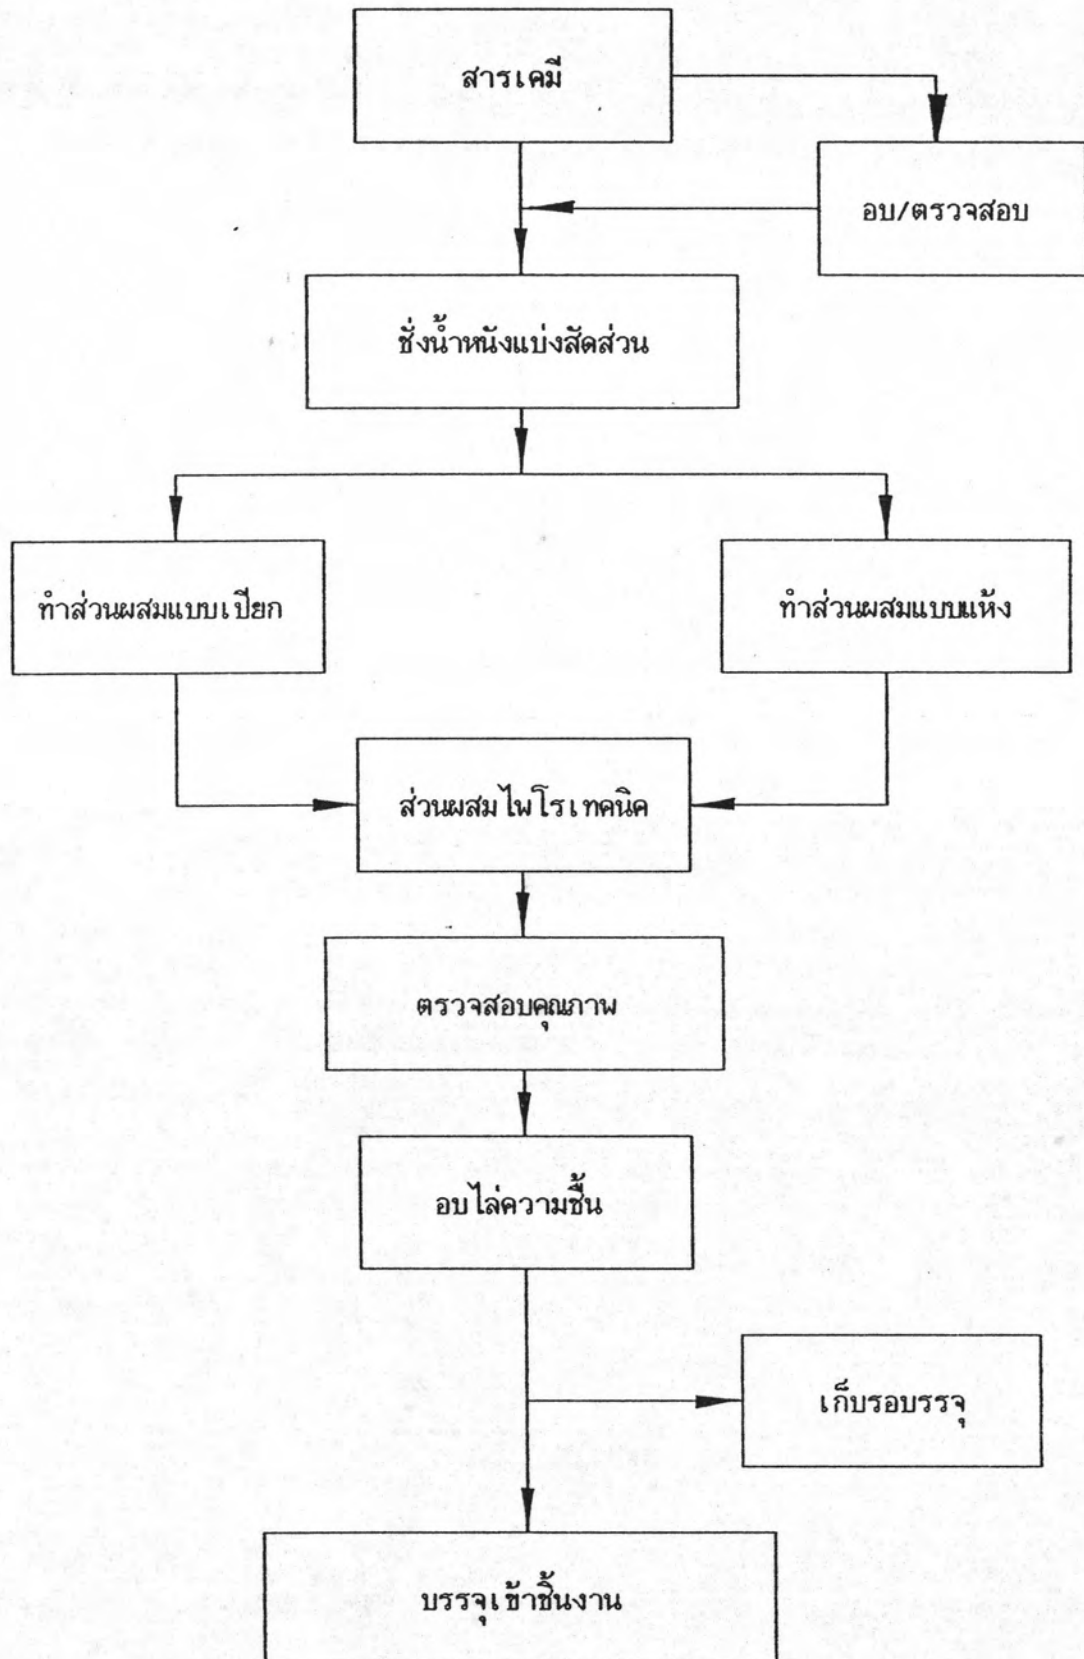 สารเคมี
อบ/ตรวจสอบ
ชั่งน้ำหนังแบ่งสัดส่วน
ทำส่วนผสมแบบเปียก
ทำส่วนผสมแบบแห้ง
ส่วนผสมไพโรเทคนิค
ตรวจสอบคุณภาพ
อบไล่ความชื้น
เก็บรอบรรจุ
บรรจุเข้าชิ้นงาน